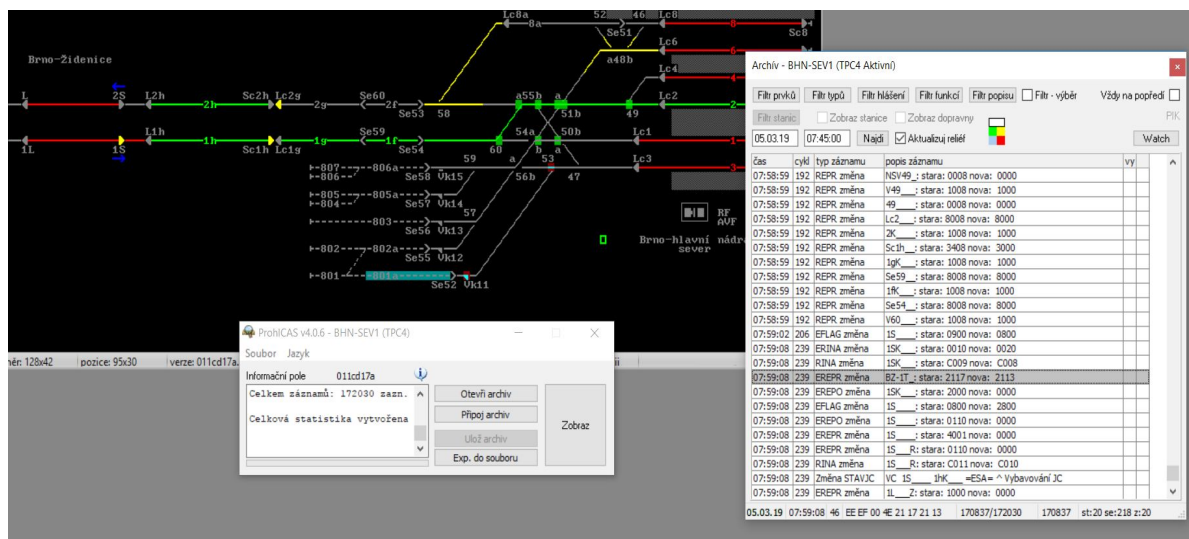 Lc8a 52 46 Lc8
8a 8
Se51 Sc8
Lc6
6
Brno-Židenice
a48b
Lc4
4
L 2S L2h Sc2h Lc2g Se60 a55b a Lc2
2h 2g 2f 2
Se53 58 51b 49
L1h Se59 54a 50b Lc1
1h 1g 1f 1
1L 1S Sc1h Lc1g Se54 60 b a
59 a 53 Lc3
807 806a 3
806 Se58 Vk15 56b 47
805 805a
804 Se57 Vk14
57
803 RF
Se56 Vk13 AVF
802 802a Brno-hlavní nádra
Se55 Vk12 sever
801 801a
Se52 Vk11
měr: 128x42 pozice: 95x30 verze: 011cd17a.
ProhlCAS v4.0.6 - BHN-SEV1 (TPC4)
Soubor Jazyk
Informační pole 011cd17a
Celkem záznamů: 172030 zazn.
Celková statistika vytvořena
Otevři archiv
Připoj archiv
Ulož archiv
Exp. do souboru
Zobraz
Archív - BHN-SEV1 (TPC4 Aktivní)
Filtr prvků Filtr typů Filtr hlášení Filtr funkcí Filtr popisu Filtr - výběr Vždy na popředí
Filtr stanic Zobraz stanice Zobraz dopravny PIK
05.03.19 07:45:00 Najdi Aktualizuj reliéf Watch
čas cykl typ záznamu popis záznamu vy
07:58:59 192 REPR změna NSV49_: stara: 0008 nova: 0000
07:58:59 192 REPR změna V49____: stara: 1008 nova: 1000
07:58:59 192 REPR změna 49____: stara: 0008 nova: 0000
07:58:59 192 REPR změna Lc2____: stara: 8008 nova: 8000
07:58:59 192 REPR změna 2K____: stara: 1008 nova: 1000
07:58:59 192 REPR změna Sc1h__: stara: 3408 nova: 3000
07:58:59 192 REPR změna 1gK___: stara: 1008 nova: 1000
07:58:59 192 REPR změna Se59__: stara: 8008 nova: 8000
07:58:59 192 REPR změna 1fK___: stara: 1008 nova: 1000
07:58:59 192 REPR změna Se54__: stara: 8008 nova: 8000
07:58:59 192 REPR změna V60___: stara: 1008 nova: 1000
07:59:02 206 EFLAG změna 1S____: stara: 0900 nova: 0800
07:59:08 239 ERINA změna 1SK___: stara: 0010 nova: 0020
07:59:08 239 RINA změna 1SK___: stara: C009 nova: C008
07:59:08 239 EREPR změna BZ-1T_: stara: 2117 nova: 2113
07:59:08 239 EREPO změna 1SK___: stara: 2000 nova: 0000
07:59:08 239 EFLAG změna 1S____: stara: 0800 nova: 2800
07:59:08 239 EREPO změna 1S____: stara: 0110 nova: 0000
07:59:08 239 EREPR změna 1S____: stara: 4001 nova: 0000
07:59:08 239 EREPR změna 1S___R: stara: 0110 nova: 0000
07:59:08 239 RINA změna 1S___R: stara: C011 nova: C010
07:59:08 239 Změna STAVJC VC 1S____ 1hK___ =ESA= ^ Vybavování JC
07:59:08 239 EREPR změna 1L___Z: stara: 1000 nova: 0000
05.03.19 07:59:08 46 EE EF 00 4E 21 17 21 13 170837/172030 170837 st:20 se:218 z:20